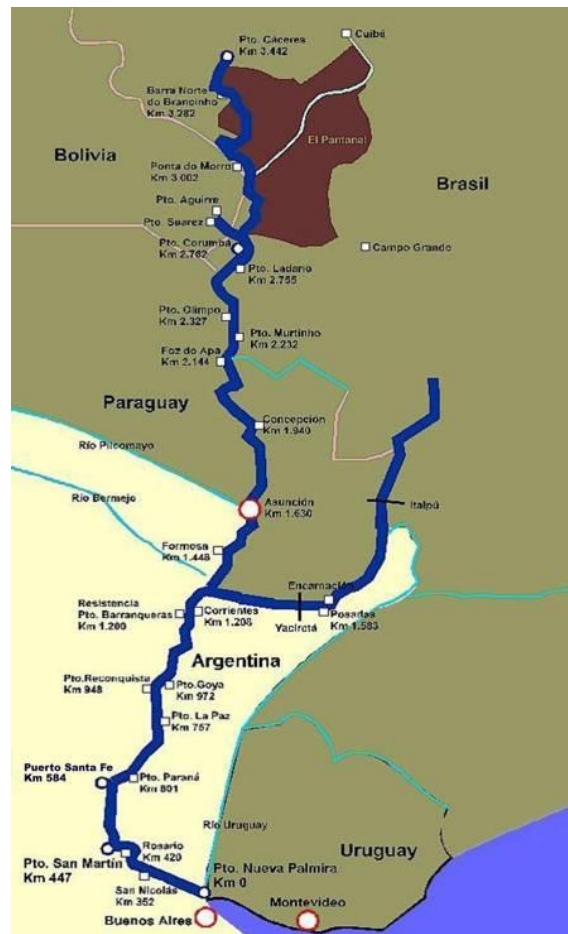 Cuibá
Pto. Cáceres
Km 3.442
Barra Norte
do Brancinho
Km 3.282
El Pantanal
Bolivia
Ponta do Morro
Km 3.002
Brasil
Pto. Aguirre
Pto. Suarez
Pto. Corumbá
Km 2.762
Campo Grande
Pto. Ladario
Km 2.755
Pto. Olimpo
Km 2.327
Pto. Murtinho
Km 2.232
Foz do Apa
Km 2.144
Paraguay
Concepción
Km 1.940
Río Pilcomayo
Río Bermejo
Asunción
Km 1.630
Itaipú
Formosa
Km 1.448
Encarnación
Resistencia
Pto. Barranqueras
Km 1.200
Corrientes
Km 1.208
Yaciretá
Posadas
Km 1.583
Argentina
Pto.Reconquista
Km 948
Pto.Goya
Km 972
Pto. La Paz
Km 757
Puerto Santa Fe
Km 584
Pto. Paraná
Km 801
Río Uruguay
Rosario
Km 420
Uruguay
Pto. San Martín
Km 447
Pto. Nueva Palmira
Km 0
San Nicolás
Km 352
Buenos Aires
Montevideo